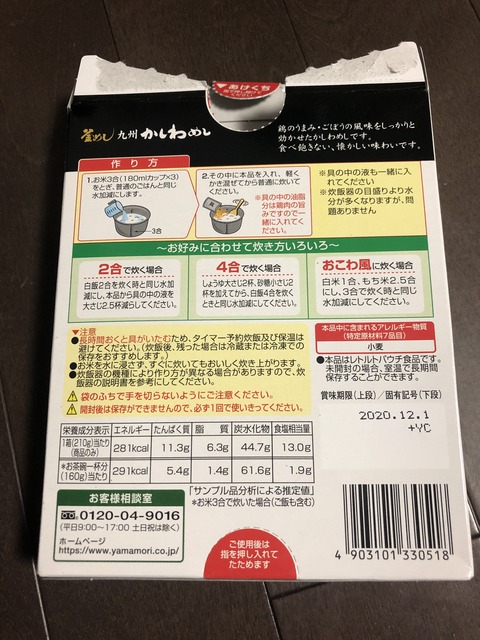 ▼あけくち▼
釜めし 九州 かしわめし
鶏のうまみ・ごぼうの風味をしっかりと
効かせたかしわめしです。
食べ飽きない、懐かしい味わいです。
作り方
1.お米3合(180mlカップ×3)
をとぎ、普通のごはんと同じ
水加減にします。
3合
2.その中に本品を入れ、軽く
かき混ぜてから普通に炊いて
ください。
※具の中の油脂
分は鶏肉の旨
みですので一
緒に入れてく
ださい。
※具の中の液も一緒に入
れてください
※炊飯器の目盛りより水
分が多くなりますが、問
題ありません
〜お好みに合わせて炊き方いろいろ〜
2合で炊く場合
白飯2合を炊く時と同じ水加
減にし、本品から具の中の液を
大さじ2.5杯減らしてください。
4合で炊く場合
しょうゆ大さじ2杯、砂糖小さじ2
杯を加えてから、白飯4合を炊く
ときと同じ水加減にします。
おこわ風に炊く場合
白米1合、もち米2.5合
にし、3合で炊く時と同じ
水加減にします。
▼注意
●長時間おくと具がいたむため、タイマー予約炊飯及び保温は
避けてください。(炊飯後、残った場合は冷蔵または冷凍での
保存をおすすめします。)
●お米を水に浸さず、すぐに炊いてもおいしく炊き上がります。
●炊飯器の機種により作り方が異なる場合がありますので、炊
飯器の説明書を参考にしてください。
袋のふちで手を切らないようにご注意ください。
開封後は保存ができませんので、必ず1回で使いきってください。
本品中に含まれるアレルギー物質
(特定原材料7品目)
小麦
●本品はレトルトパウチ食品です。
未開封の場合、室温で長期間
保存することができます。
賞味期限(上段)/固有記号(下段)
2020.12.1
+YC
栄養成分表示 エネルギー たんぱく質 脂質 炭水化物 食塩相当量
1箱(210g)当たり(商品のみ) 281kcal 11.3g 6.3g 44.7g 13.0g
*お茶碗一杯分(160g)当たり 291kcal 5.4g 1.4g 61.6g 1.9g
「サンプル品分析による推定値」
*お米3合で炊いた場合(ご飯も含む)
お客様相談室
0120-04-9016
(平日9:00〜17:00 土日祝は除く)
ホームページ
https://www.yamamori.co.jp/
ご使用後は
指を押し入れて
たためます
4 903101 330518